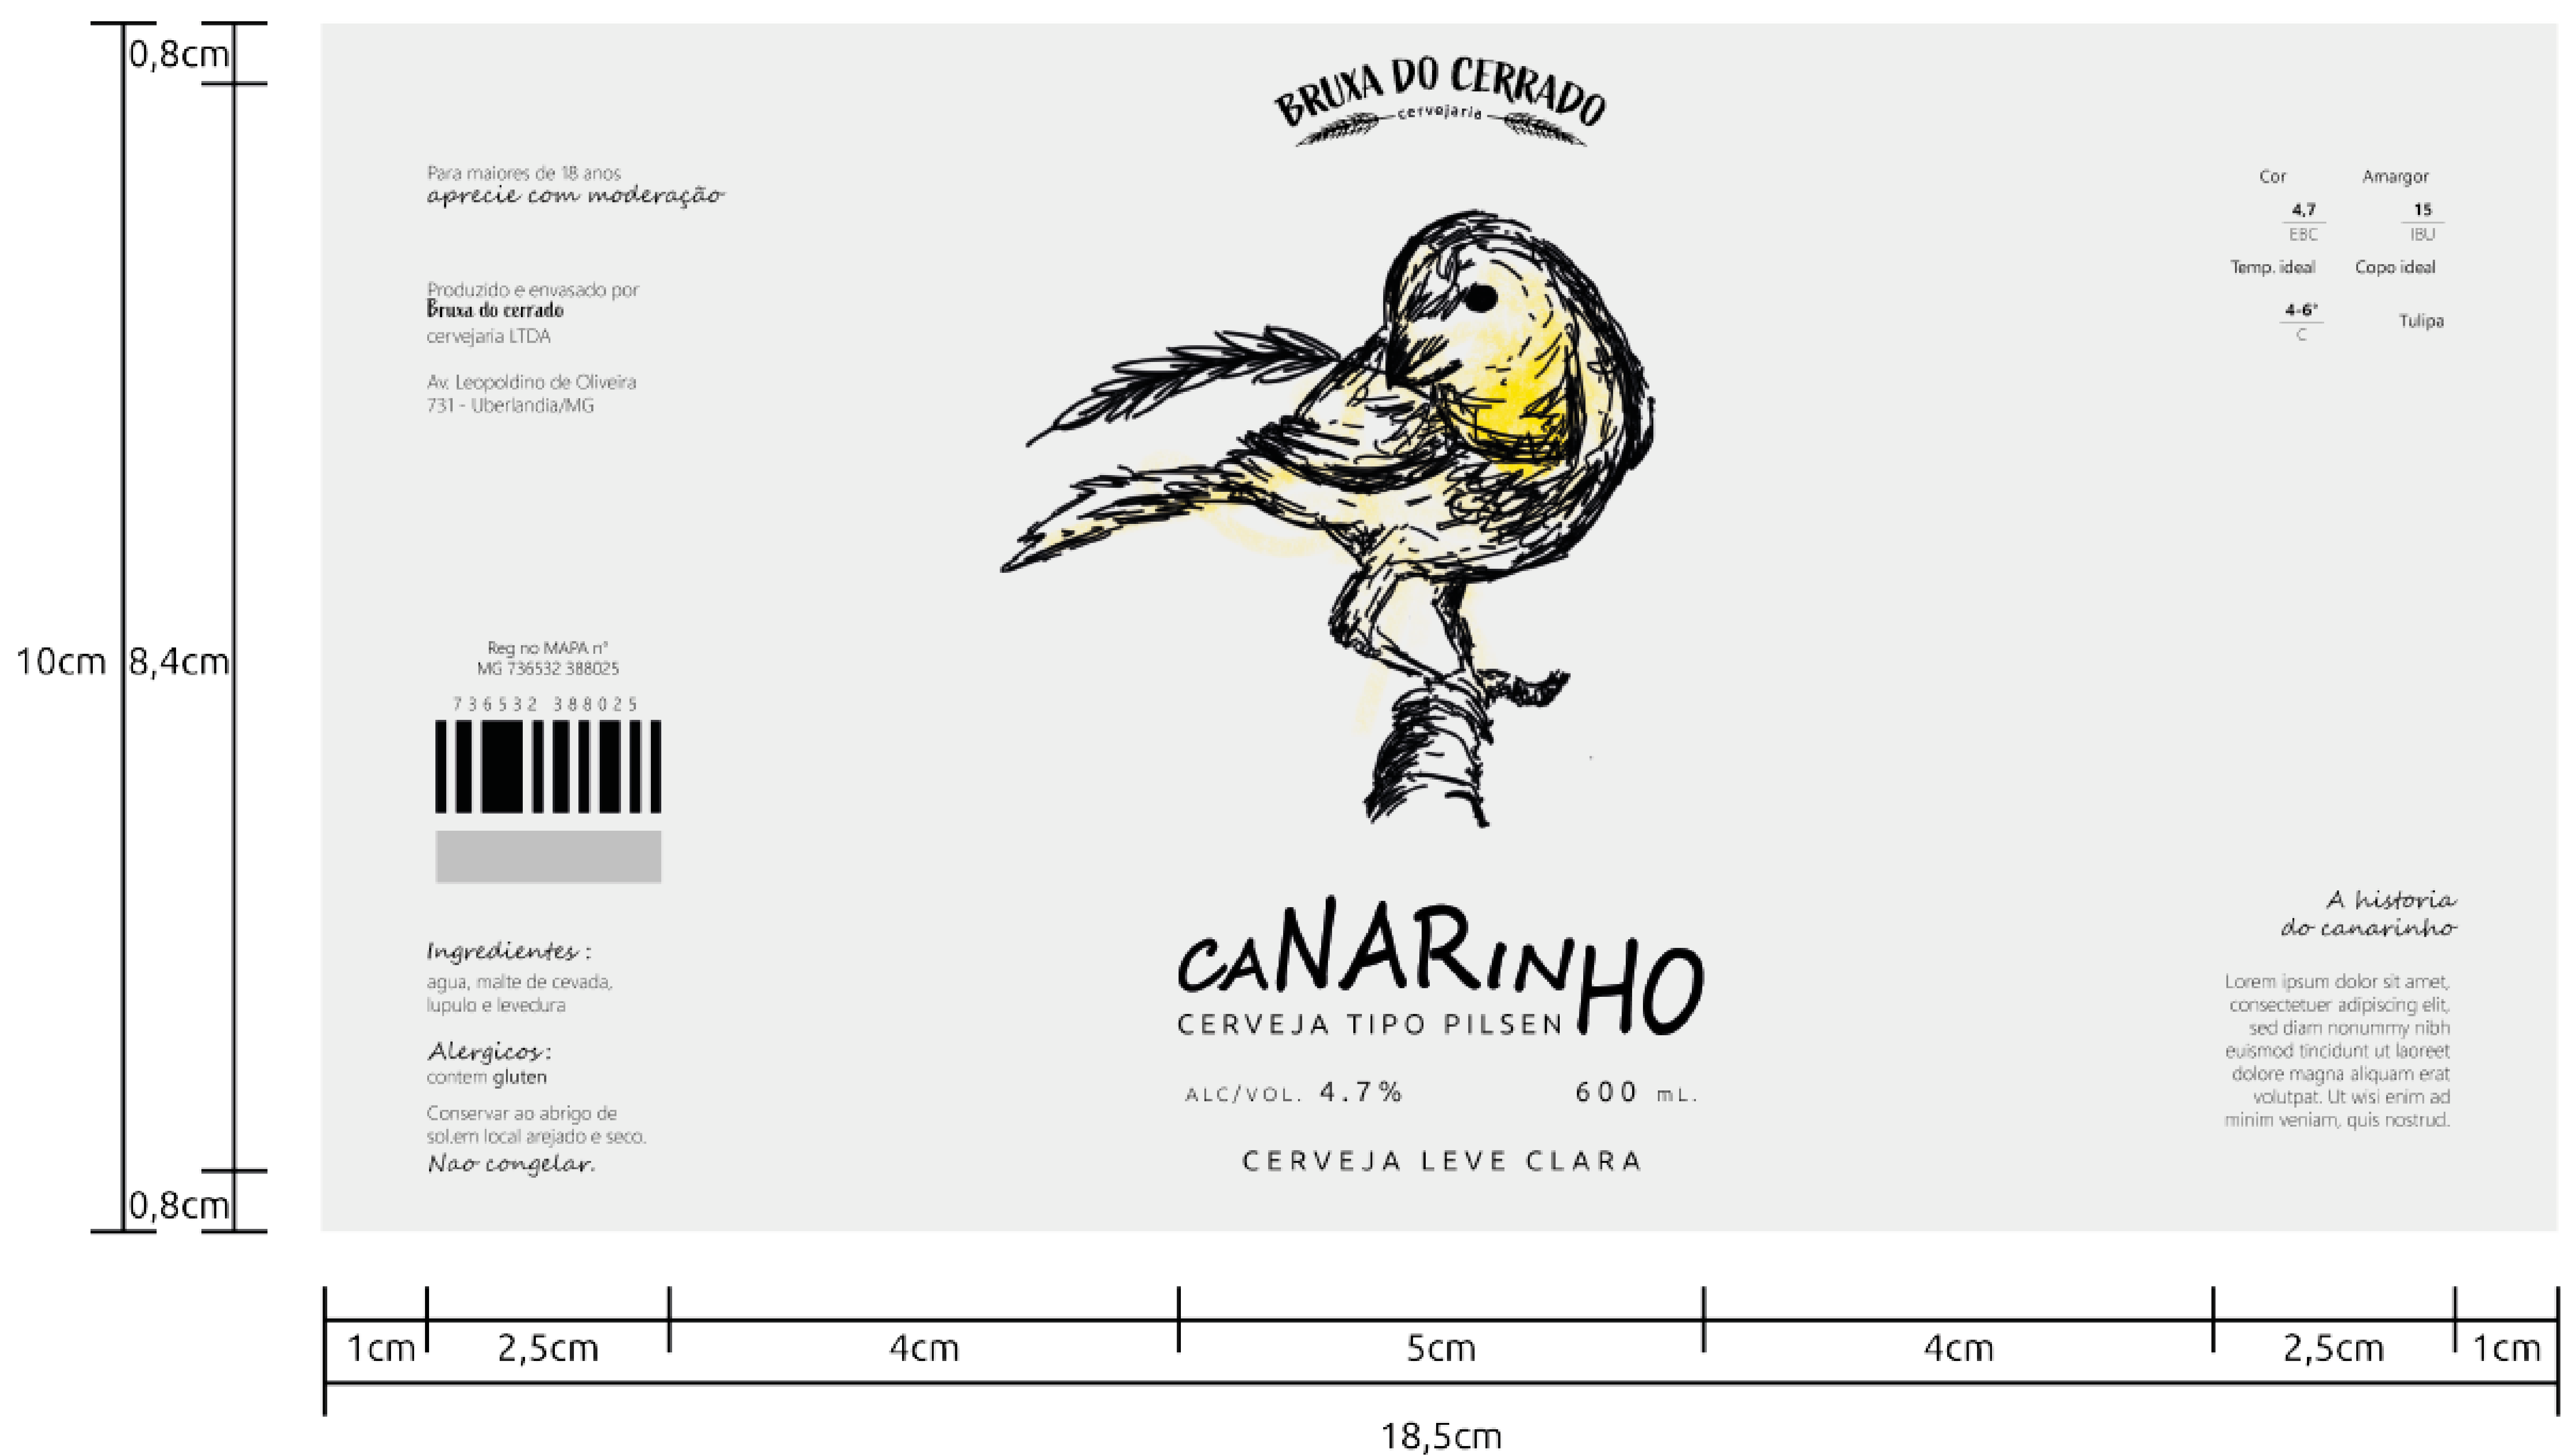 0,8cm
10cm
8,4cm
0,8cm
BRUXA DO CERRADO
cervejaria
Para maiores de 18 anos
aprecie com moderação
Produzido e envasado por
Bruxa do cerrado
cervejaria LTDA
Av. Leopoldino de Oliveira
731 - Uberlandia/MG
Reg no MAPA n°
MG 736532 388025
736532 388025
Ingredientes :
agua, malte de cevada,
lupulo e levedura
Alergicos:
contem gluten
Conservar ao abrigo de
sol.em local arejado e seco.
Nao congelar.
CANARINHO
CERVEJA TIPO PILSEN
ALC/VOL. 4.7% 600 mL.
CERVEJA LEVE CLARA
Cor Amargor
4,7 15
EBC IBU
Temp. ideal Copo ideal
4-6° Tulipa
C
A historia
do canarinho
Lorem ipsum dolor sit amet,
consectetuer adipiscing elit,
sed diam nonummy nibh
euismod tincidunt ut laoreet
dolore magna aliquam erat
volutpat. Ut wisi enim ad
minim veniam, quis nostrud.
1cm 2,5cm 4cm 5cm 4cm 2,5cm 1cm
18,5cm